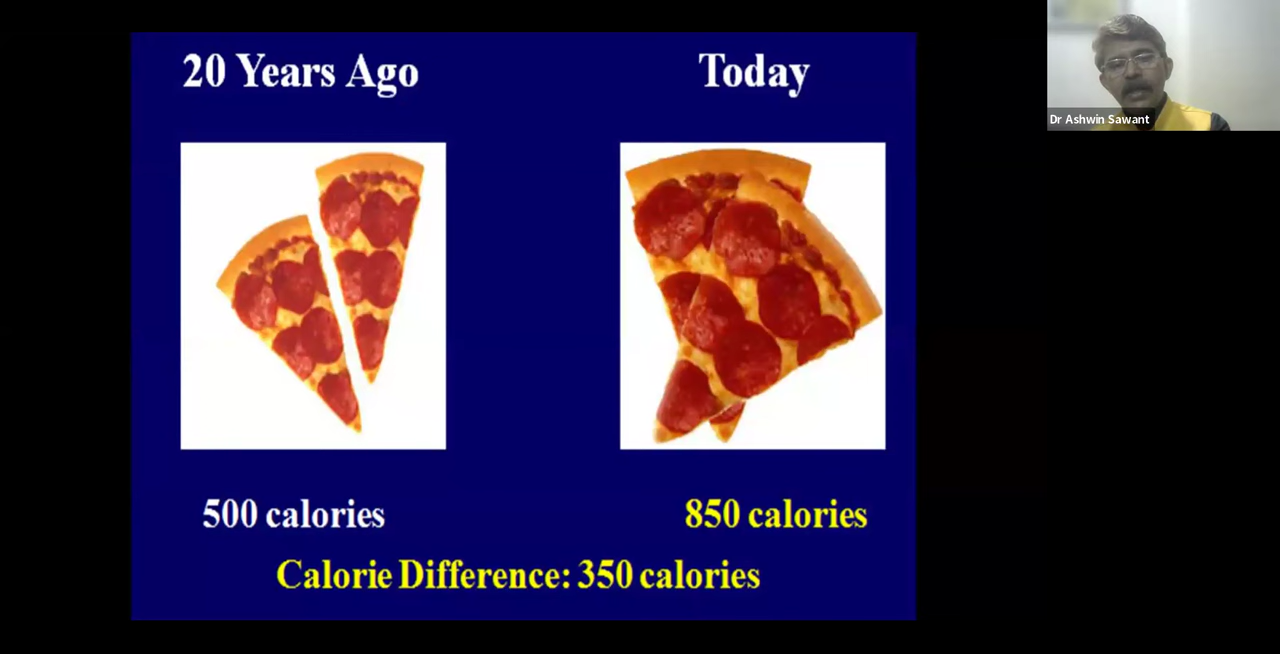 20 Years Ago
Today
500 calories
850 calories
Calorie Difference: 350 calories
Dr Ashwin Sawant